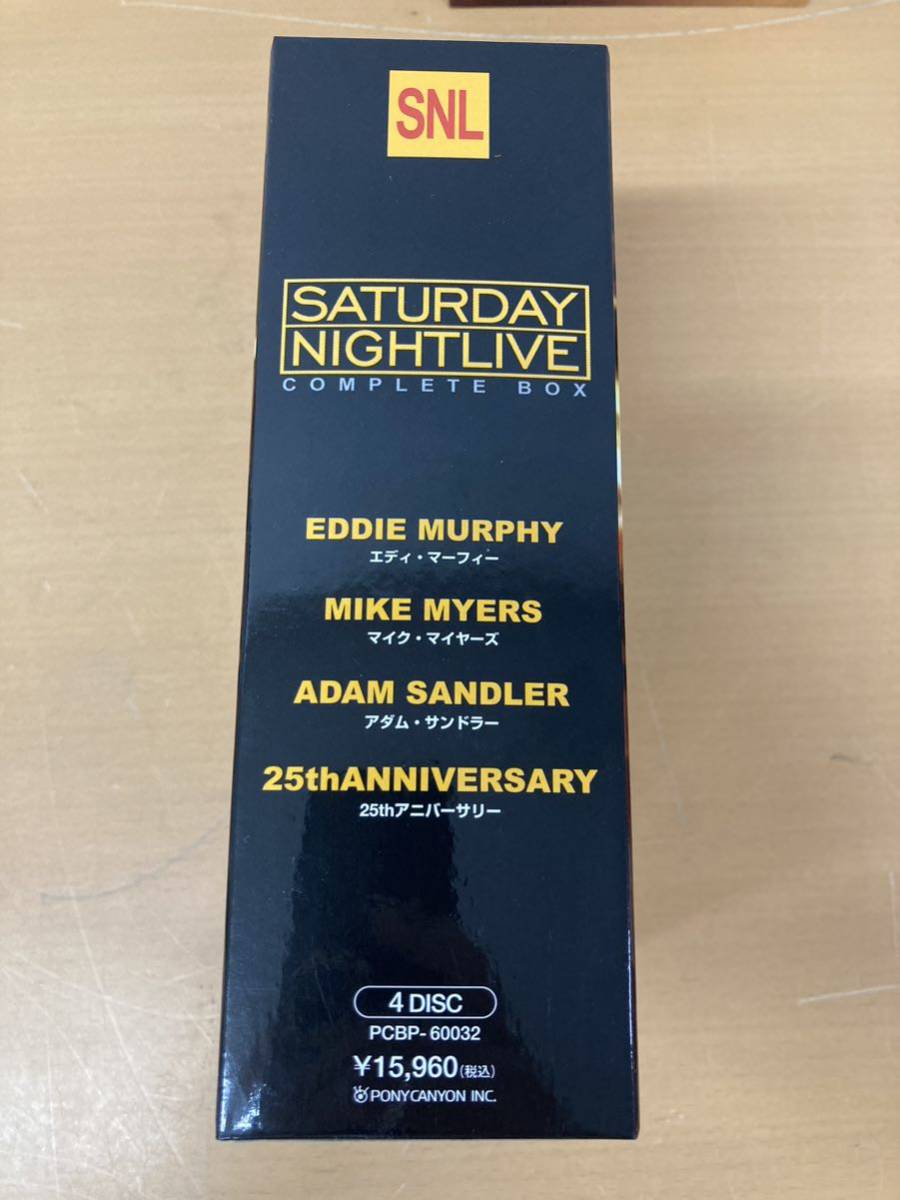 SNL
SATURDAY
NIGHTLIVE
COMPLETE BOX
EDDIE MURPHY
エディ・マーフィー
MIKE MYERS
マイク・マイヤーズ
ADAM SANDLER
アダム・サンドラー
25thANNIVERSARY
25thアニバーサリー
4 DISC
PCBP-60032
¥15,960(税込)
PONYCANYON INC.